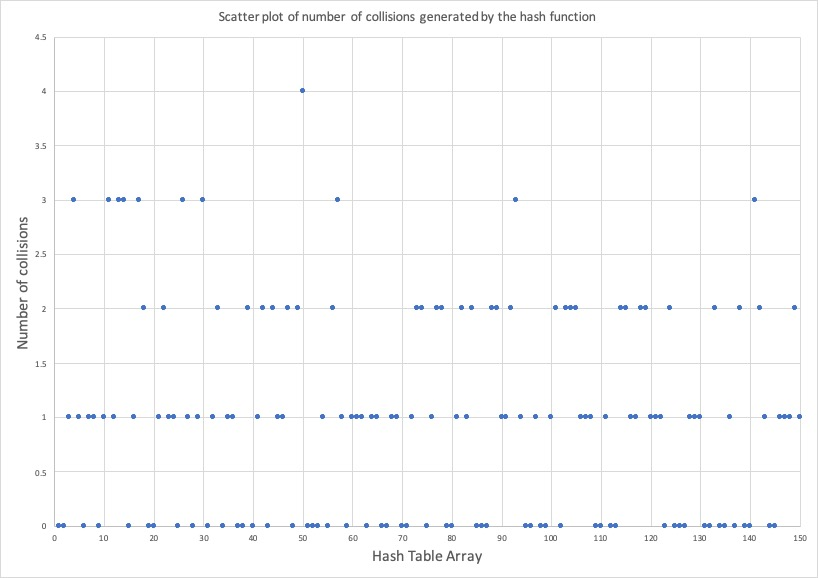 Scatter plot of number of collisions generated by the hash function
4.5
4
3.5
3
2.5
2
1.5
1
0.5
0
Number of collisions
0 10 20 30 40 50 60 70 80 90 100 110 120 130 140 150
Hash Table Array